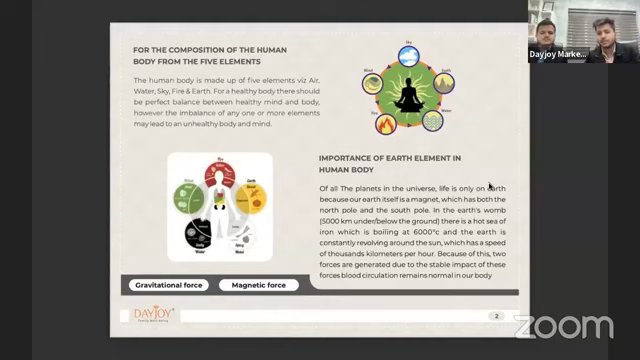 FOR THE COMPOSITION OF THE HUMAN
BODY FROM THE FIVE ELEMENTS
The human body is made up of five elements viz Air,
Water, Sky, Fire & Earth. For a healthy body there should
be perfect balance between healthy mind and body,
however the imbalance of any one or more elements
may lead to an unhealthy body and mind.
Sky
Earth
Water
Fire
Wind
IMPORTANCE OF EARTH ELEMENT IN
HUMAN BODY
Of all The planets in the universe, life is only on earth
because our earth itself is a magnet, which has both the
north pole and the south pole. In the earth's womb
(5000 km under/below the ground) there is a hot sea of
iron which is boiling at 6000°c and the earth is
constantly revolving around the sun, which has a speed
of thousands kilometers per hour. Because of this, two
forces are generated due to the stable impact of these
forces blood circulation remains normal in our body
Gravitational force
Magnetic force
DAYJOY
2
Dayjoy Marke...
zoom